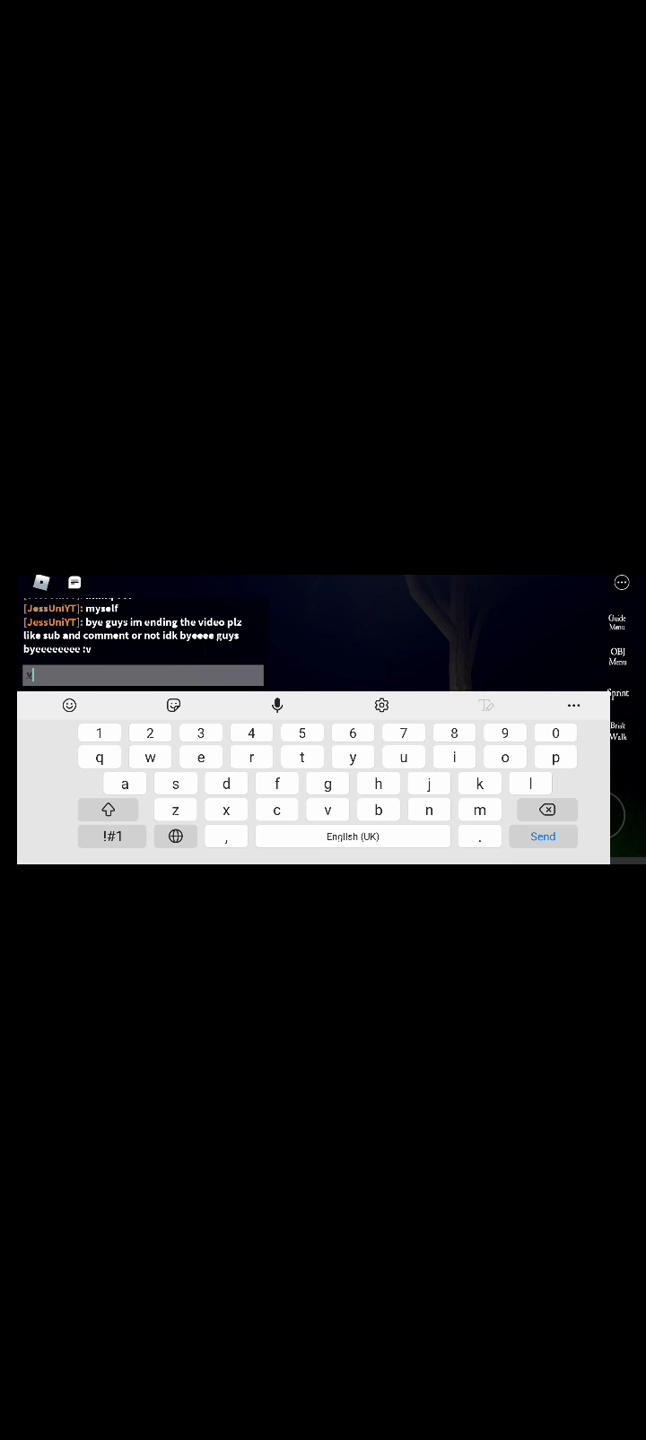 [JessUniYT]: myself
[JessUniYT]: bye guys im ending the video plz
like sub and comment or not idk byeeee guys
byeeeeeeee :v
Guide
Menu
OBJ
Menu
Sprint
Walk
1 2 3 4 5 6 7 8 9 0
q w e r t y u i o p
a s d f g h j k l
z x c v b n m
!#1 , English (UK) . Send